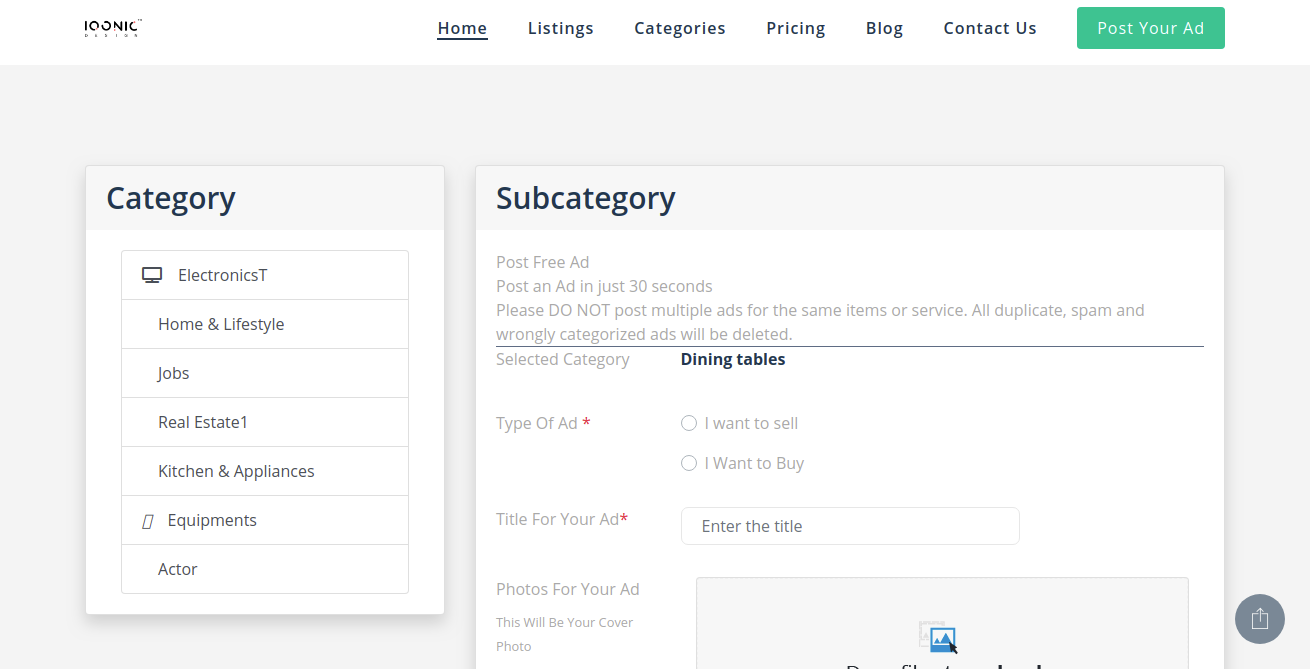 IQONIC™
DESIGN
Home Listings Categories Pricing Blog Contact Us Post Your Ad
Category
ElectronicsT
Home & Lifestyle
Jobs
Real Estate1
Kitchen & Appliances
Equipments
Actor
Subcategory
Post Free Ad
Post an Ad in just 30 seconds
Please DO NOT post multiple ads for the same items or service. All duplicate, spam and
wrongly categorized ads will be deleted.
Selected Category Dining tables
Type Of Ad * I want to sell
I Want to Buy
Title For Your Ad* Enter the title
Photos For Your Ad
This Will Be Your Cover
Photo